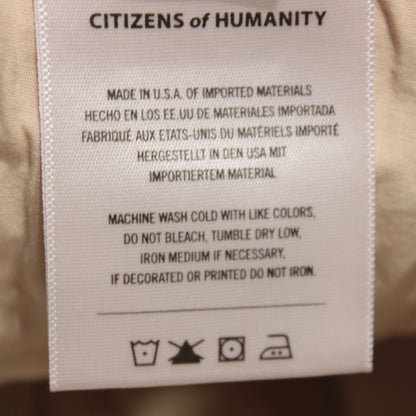 CITIZENS of HUMANITY
MADE IN U.S.A. OF IMPORTED MATERIALS
HECHO EN LOS EE.UU DE MATERIALES IMPORTADA
FABRIQUÉ AUX ETATS-UNIS DU MATÉRIELS IMPORTÉ
HERGESTELLT IN DEN USA MIT
IMPORTIERTEM MATERIAL
MACHINE WASH COLD WITH LIKE COLORS,
DO NOT BLEACH, TUMBLE DRY LOW,
IRON MEDIUM IF NECESSARY,
IF DECORATED OR PRINTED DO NOT IRON.